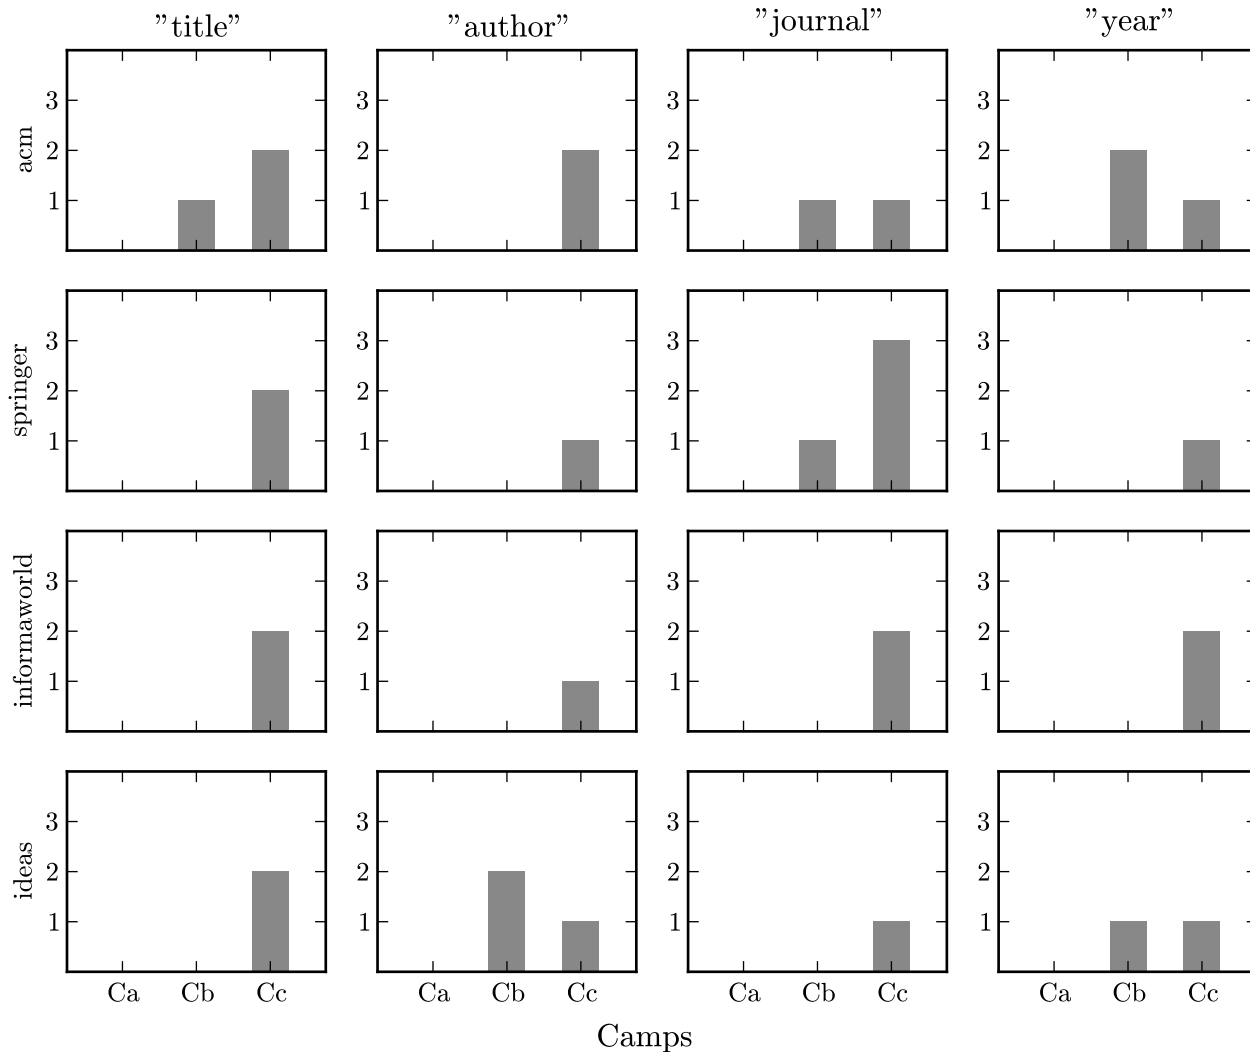 "title" "author" "journal" "year"
acm
3 3 3 3
2 2 2 2
1 1 1 1
springer
3 3 3 3
2 2 2 2
1 1 1 1
informaworld
3 3 3 3
2 2 2 2
1 1 1 1
ideas
3 3 3 3
2 2 2 2
1 1 1 1
Ca Cb Cc Ca Cb Cc Ca Cb Cc Ca Cb Cc
Camps